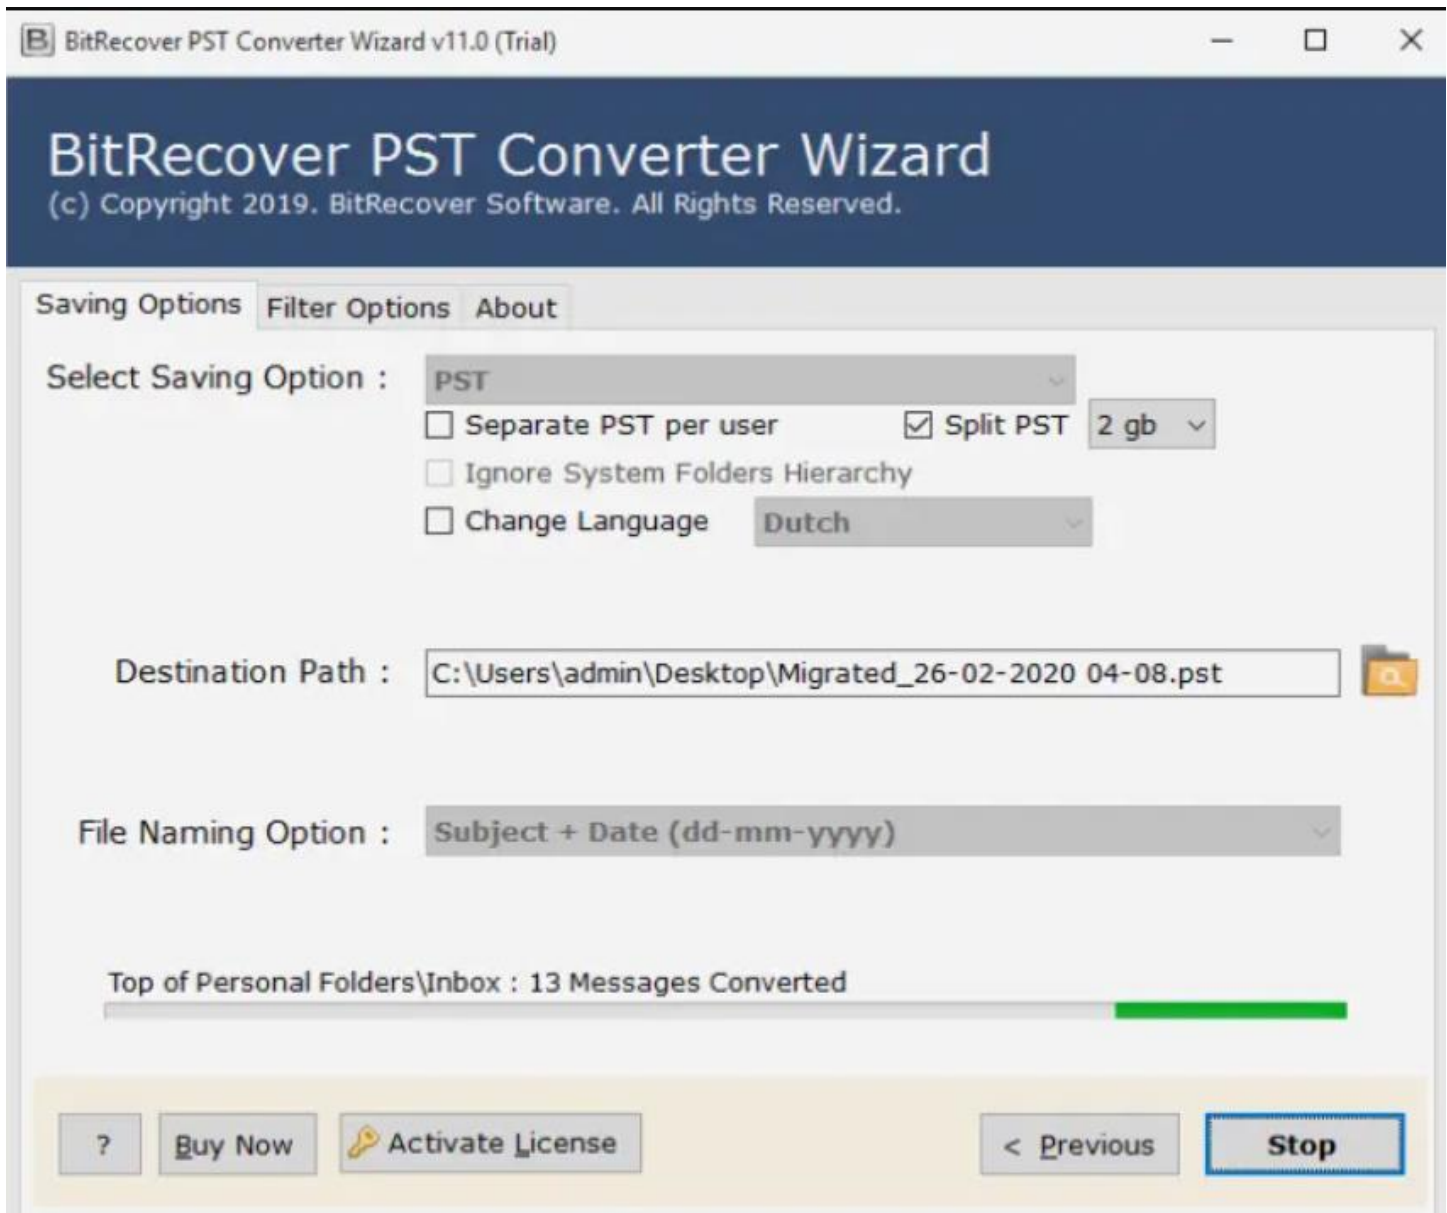 BitRecover PST Converter Wizard v11.0 (Trial)
BitRecover PST Converter Wizard
(c) Copyright 2019. BitRecover Software. All Rights Reserved.
Saving Options Filter Options About
Select Saving Option : PST
Separate PST per user Split PST 2 gb
Ignore System Folders Hierarchy
Change Language Dutch
Destination Path : C:\Users\admin\Desktop\Migrated_26-02-2020 04-08.pst
File Naming Option : Subject + Date (dd-mm-yyyy)
Top of Personal Folders\Inbox : 13 Messages Converted
? Buy Now Activate License < Previous Stop